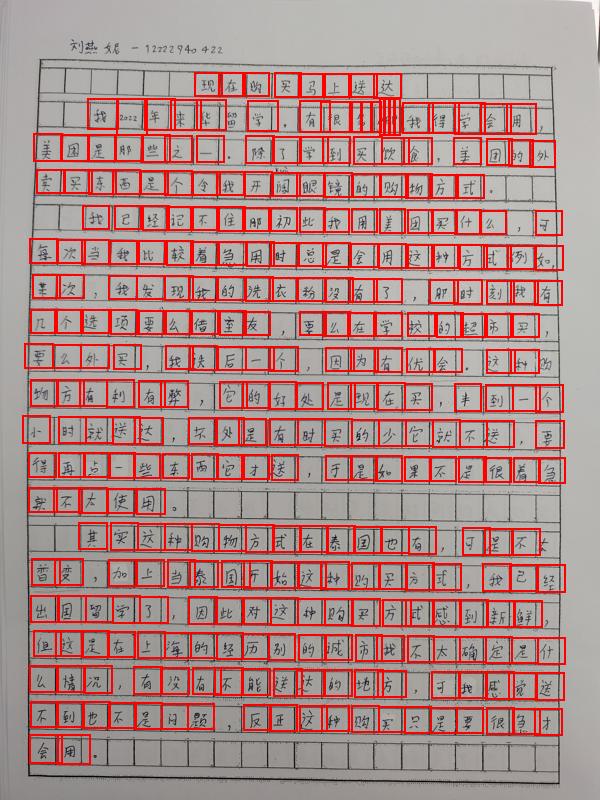 刘燕妮 - 12222940422
现在的买马上送达
我2022年来华留学。有很多 我得学会用，
美团是那些之一。除了学到买饮食，美团的外
卖买东西是个令我开阔眼镜的购物方式。
我已经记不住那初些我用美团买什么，可
每次当我比较着急用时总是会用这种方式例如，
某次，我发现我的洗衣粉没有了，那时刻我有
几个选项要么借室友，要么在学校的超市买，
要么外买，我选后一个，因为有优会。这种购
物方有利有弊，它的好处是现在买，半到一个
小时就送达，坏处是有时买的少它就不送，要
得再点一些东西它才送，于是如果不是很着急
就不太使用。
其买这种购物方式在泰国也有，可是不太
普变，加上当泰国开始这种购买方式，我已经
出国留学了，因此对这种购买方式感到新鲜，
但这是在上海的经历别的城市我不太确定是什
么情况，有没有不能送达的地方，可我感觉送
不到也不是问题，反正这种购买只是要很急才
会用。